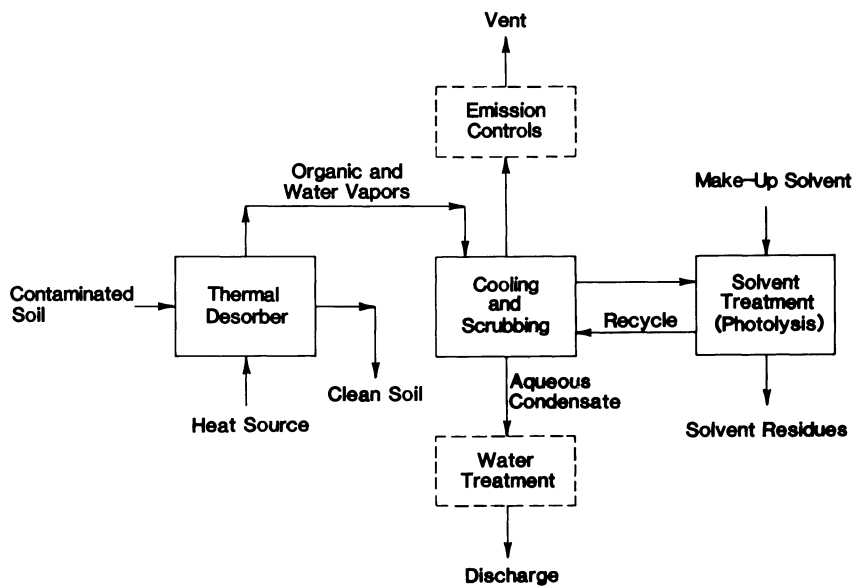 Vent
Emission
Controls
Organic and
Water Vapors
Make-Up Solvent
Contaminated
Soil
Thermal
Desorber
Cooling
and
Scrubbing
Solvent
Treatment
(Photolysis)
Recycle
Clean Soil
Heat Source
Aqueous
Condensate
Solvent Residues
Water
Treatment
Discharge